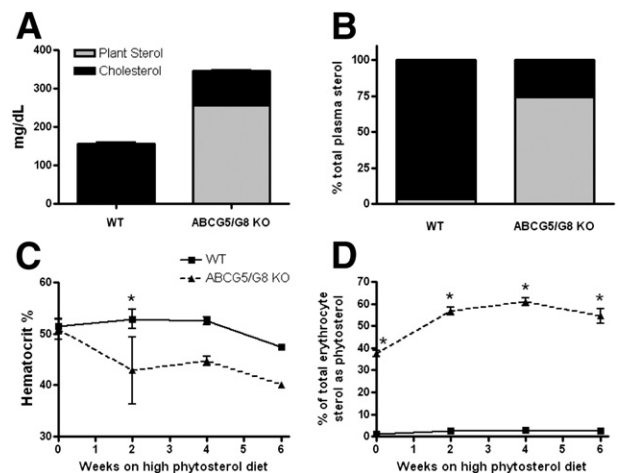 A
Plant Sterol
Cholesterol
mg/dL
400
300
200
100
0
WT
ABCG5/G8 KO
B
% total plasma sterol
100
75
50
25
0
WT
ABCG5/G8 KO
C
WT
ABCG5/G8 KO
Hematocrit %
60
50
40
30
*
0 1 2 3 4 5 6
Weeks on high phytosterol diet
D
% of total erythrocyte
sterol as phytosterol
70
60
50
40
30
20
10
0
* * * *
0 1 2 3 4 5 6
Weeks on high phytosterol diet